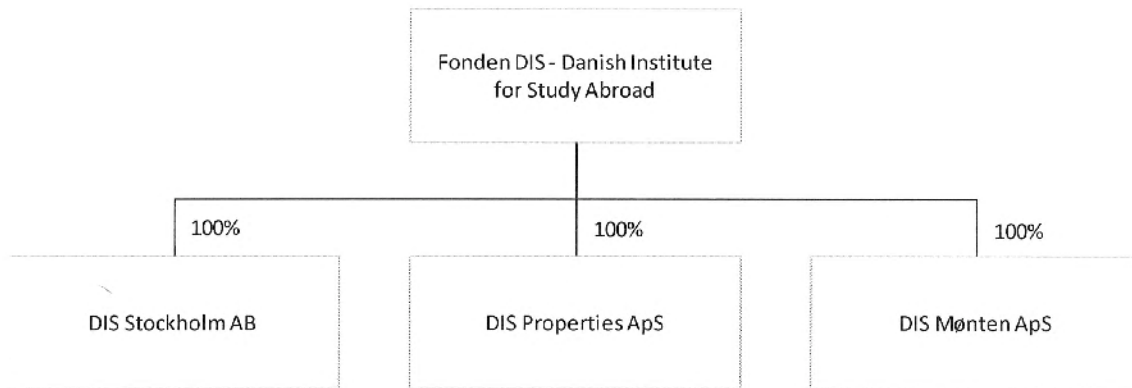 Fonden DIS - Danish Institute
for Study Abroad
100%
100%
100%
DIS Stockholm AB
DIS Properties ApS
DIS Mønten ApS